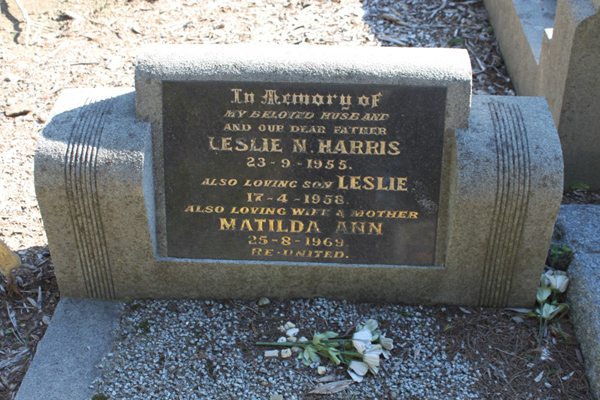 In Memory of
MY BELOVED HUSBAND
AND OUR DEAR FATHER
LESLIE N. HARRIS
23-9-1955.
ALSO LOVING SON LESLIE
17-4-1958.
ALSO LOVING WIFE & MOTHER
MATILDA ANN
25-8-1969.
RE-UNITED.